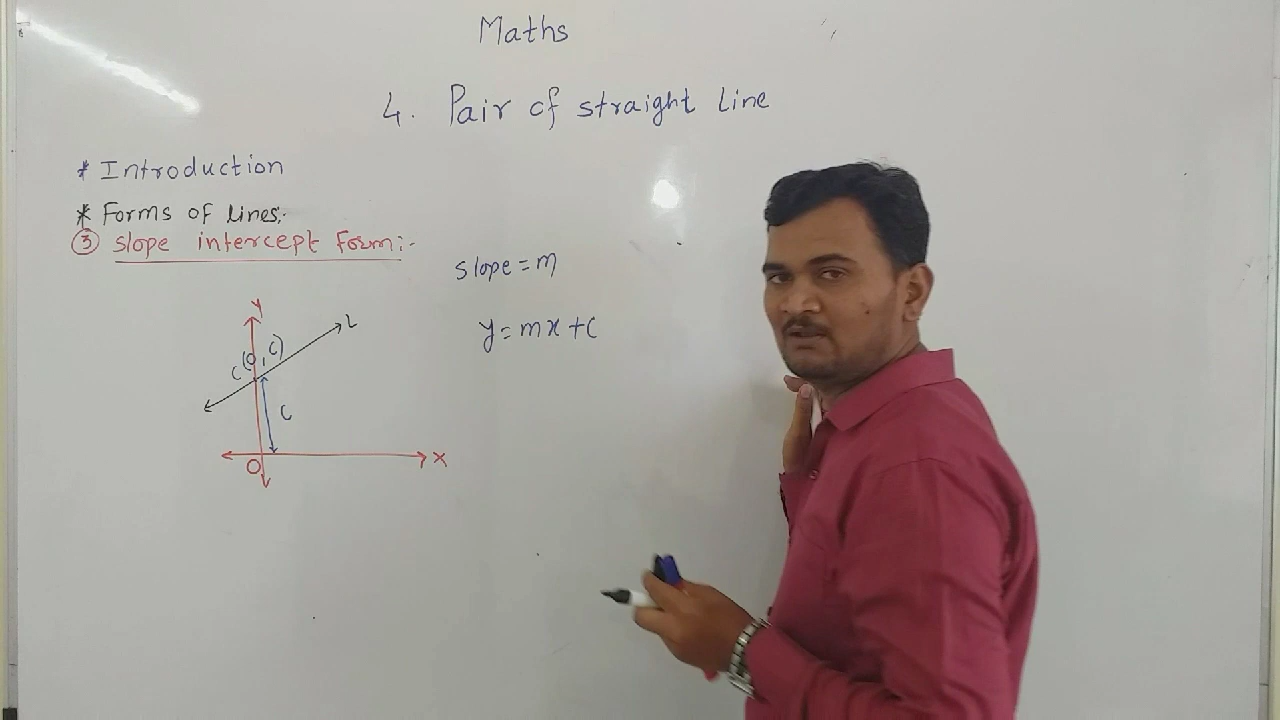 Maths
4. Pair of straight Line
* Introduction
* Forms of lines:-
③ slope intercept Form:-
slope = m
y = mx + c
Y
L
C (0, C)
C
O
X